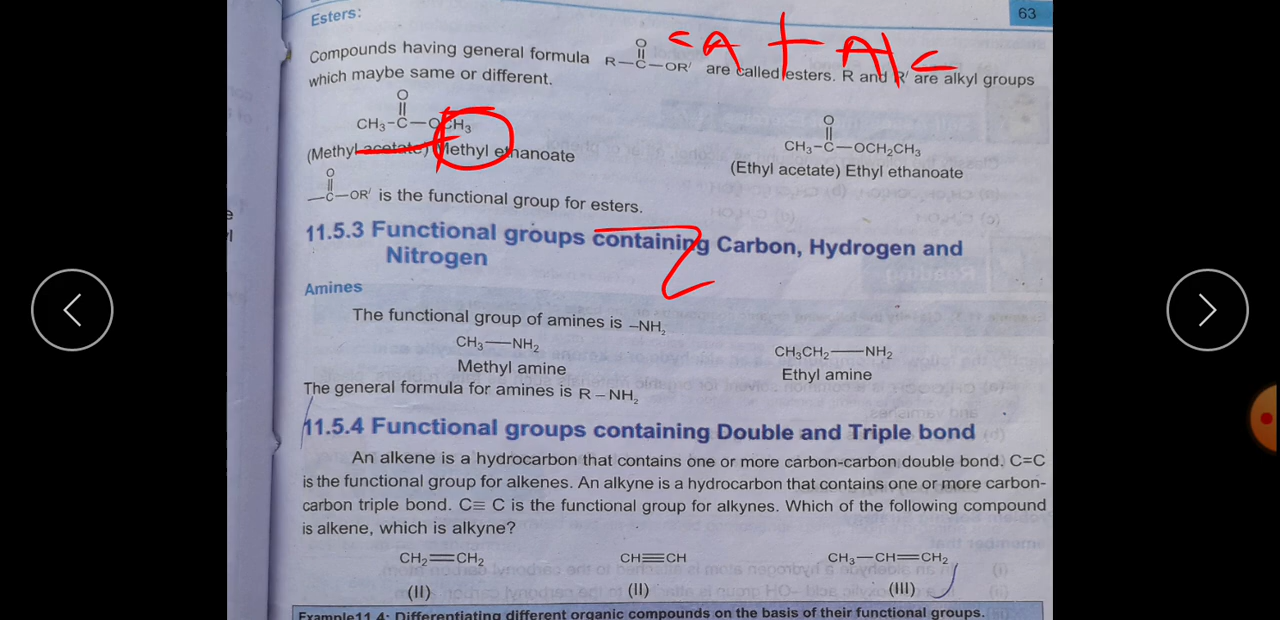 63
Esters:
Compounds having general formula R—C—OR′ are called esters. R and R′ are alkyl groups
O
which maybe same or different.
CA + Alc
O
CH₃-C—OCH₃
(Methyl acetate) Methyl ethanoate
O
CH₃-C—OCH₂CH₃
(Ethyl acetate) Ethyl ethanoate
O
—C—OR′ is the functional group for esters.
11.5.3 Functional groups containing Carbon, Hydrogen and
Nitrogen
Amines
The functional group of amines is –NH₂
CH₃—NH₂ CH₃CH₂—NH₂
Methyl amine Ethyl amine
The general formula for amines is R – NH₂
11.5.4 Functional groups containing Double and Triple bond
An alkene is a hydrocarbon that contains one or more carbon-carbon double bond. C=C
is the functional group for alkenes. An alkyne is a hydrocarbon that contains one or more carbon-
carbon triple bond. C≡ C is the functional group for alkynes. Which of the following compound
is alkene, which is alkyne?
CH₂=CH₂ CH≡CH CH₃—CH=CH₂
(II) (II) (III)
Example11.4: Differentiating different organic compounds on the basis of their functional groups.